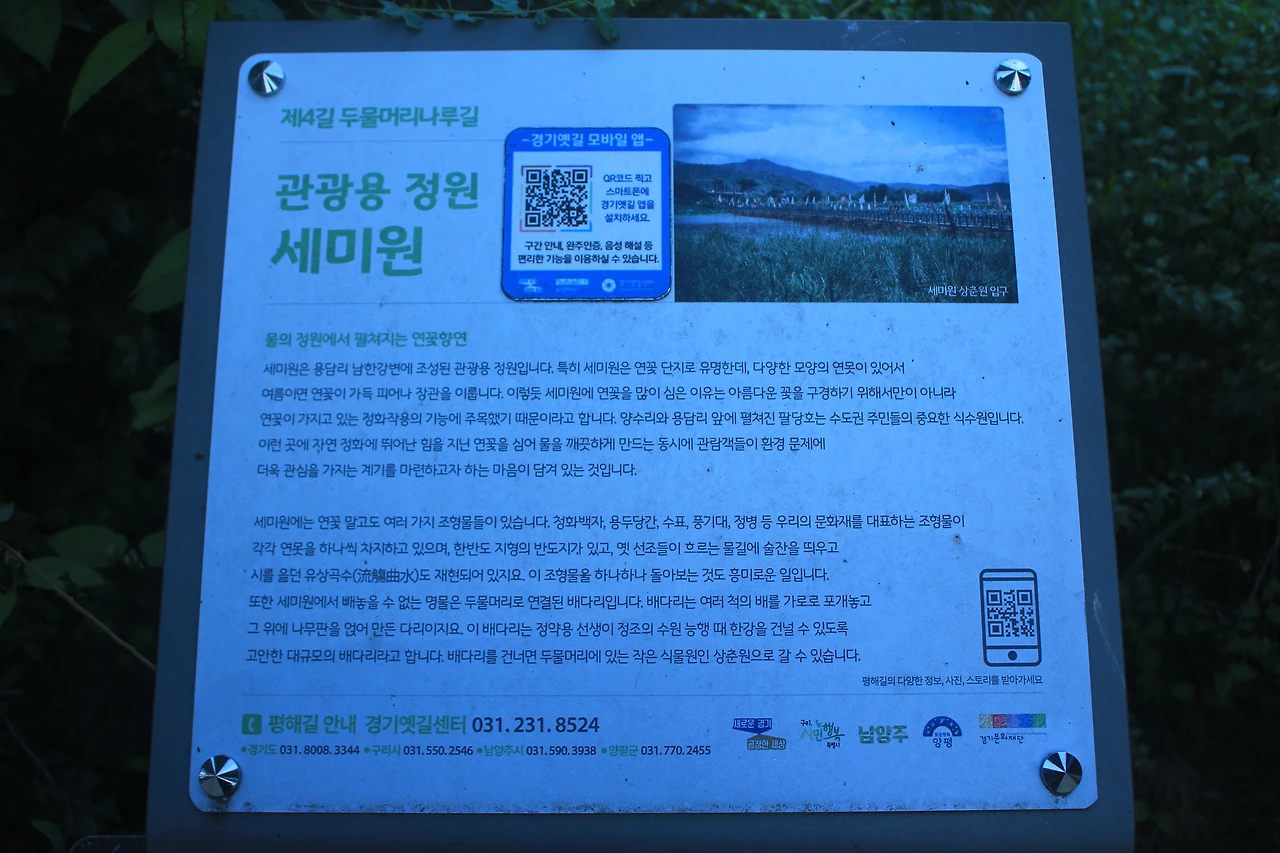 제4길 두물머리나루길
관광용 정원
세미원
-경기옛길 모바일 앱-
QR코드 찍고
스마트폰에
경기옛길 앱을
설치하세요.
구간 안내, 완주인증, 음성 해설 등
편리한 기능을 이용하실 수 있습니다.
세미원 상춘원 입구
물의 정원에서 펼쳐지는 연꽃향연
세미원은 용담리 남한강변에 조성된 관광용 정원입니다. 특히 세미원은 연꽃 단지로 유명한데, 다양한 모양의 연못이 있어서
여름이면 연꽃이 가득 피어나 장관을 이룹니다. 이렇듯 세미원에 연꽃을 많이 심은 이유는 아름다운 꽃을 구경하기 위해서만이 아니라
연꽃이 가지고 있는 정화작용의 기능에 주목했기 때문이라고 합니다. 양수리와 용담리 앞에 펼쳐진 팔당호는 수도권 주민들의 중요한 식수원입니다.
이런 곳에 자연 정화에 뛰어난 힘을 지닌 연꽃을 심어 물을 깨끗하게 만드는 동시에 관람객들이 환경 문제에
더욱 관심을 가지는 계기를 마련하고자 하는 마음이 담겨 있는 것입니다.
세미원에는 연꽃 말고도 여러 가지 조형물들이 있습니다. 청화백자, 용두당간, 수표, 풍기대, 정병 등 우리의 문화재를 대표하는 조형물이
각각 연못을 하나씩 차지하고 있으며, 한반도 지형의 반도지가 있고, 옛 선조들이 흐르는 물길에 술잔을 띄우고
시를 읊던 유상곡수(流觴曲水)도 재현되어 있지요. 이 조형물을 하나하나 돌아보는 것도 흥미로운 일입니다.
또한 세미원에서 빼놓을 수 없는 명물은 두물머리로 연결된 배다리입니다. 배다리는 여러 척의 배를 가로로 포개놓고
그 위에 나무판을 얹어 만든 다리이지요. 이 배다리는 정약용 선생이 정조의 수원 능행 때 한강을 건널 수 있도록
고안한 대규모의 배다리라고 합니다. 배다리를 건너면 두물머리에 있는 작은 식물원인 상춘원으로 갈 수 있습니다.
평해길의 다양한 정보, 사진, 스토리를 받아가세요
평해길 안내 경기옛길센터 031. 231. 8524
•경기도 031. 8008. 3344 •구리시 031. 550. 2546 •남양주시 031. 590. 3938 •양평군 031. 770. 2455
새로운 경기
공정한 세상
구리, 시민행복
특별시
남양주
양평
경기문화재단